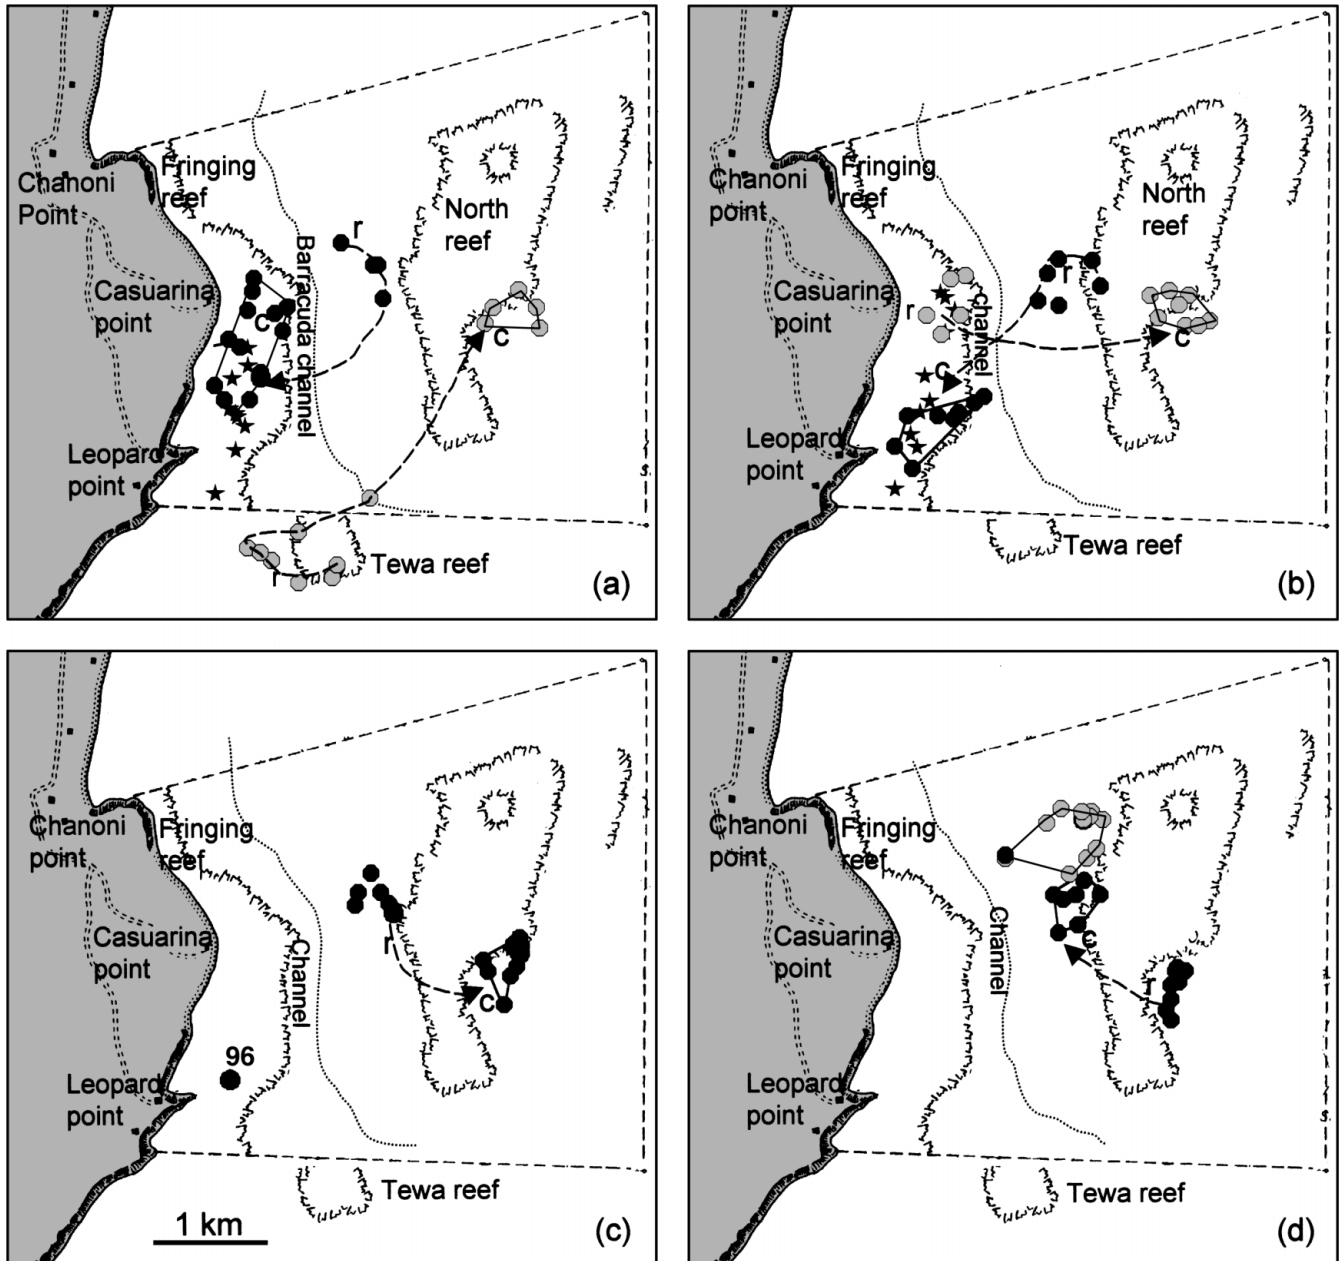 Chanoni
Point
Fringing
reef
r
North
reef
Casuarina
point
c
Barracuda channel
c
Leopard
point
r
Tewa reef
(a)
Chanoni
point
Fringing
reef
North
reef
Casuarina
point
r
channel
r
c
c
Leopard
point
Tewa reef
(b)
Chanoni
point
Fringing
reef
Casuarina
point
Channel
r
c
96
Leopard
point
Tewa reef
1 km
(c)
Chanoni
point
Fringing
reef
Casuarina
point
Channel
c
r
Leopard
point
Tewa reef
(d)